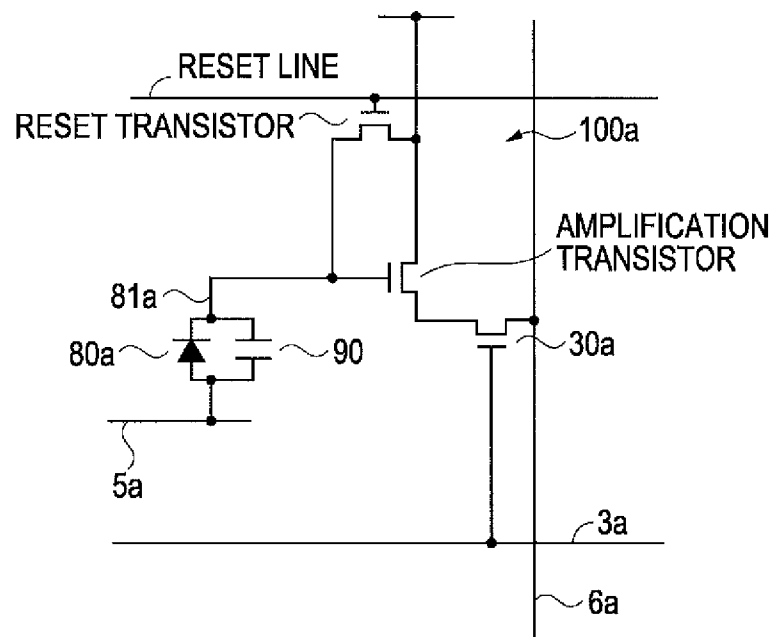 RESET LINE
RESET TRANSISTOR
100a
AMPLIFICATION
TRANSISTOR
81a
80a
90
30a
5a
3a
6a